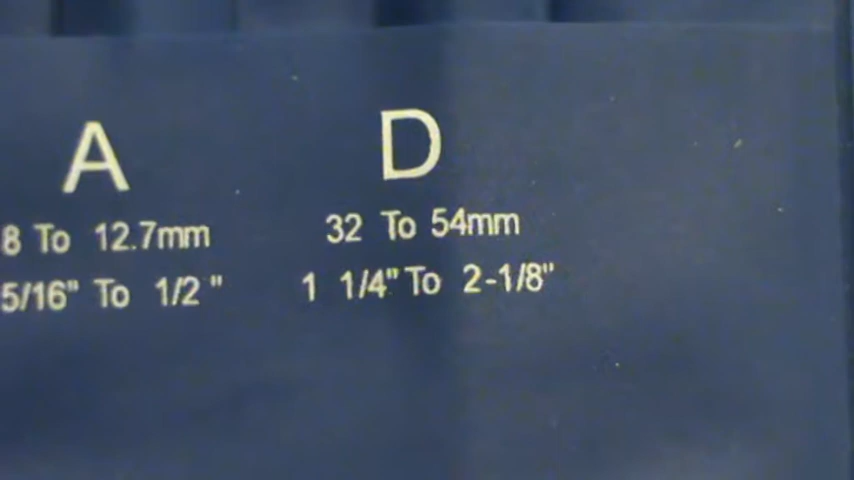 A D
8 To 12.7mm 32 To 54mm
5/16" To 1/2" 1 1/4" To 2-1/8"